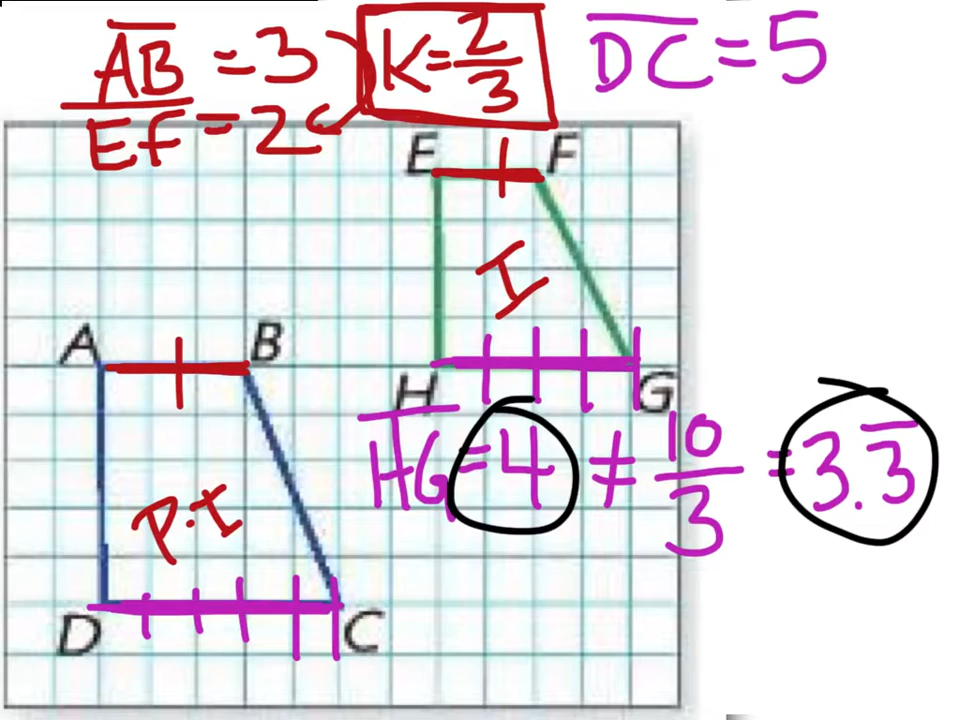 AB = 3
EF = 2
K = 2/3
DC = 5
E F
I
A B
H G
HG = 4 ≠ 10/3 = 3.3̅
P.I
D C